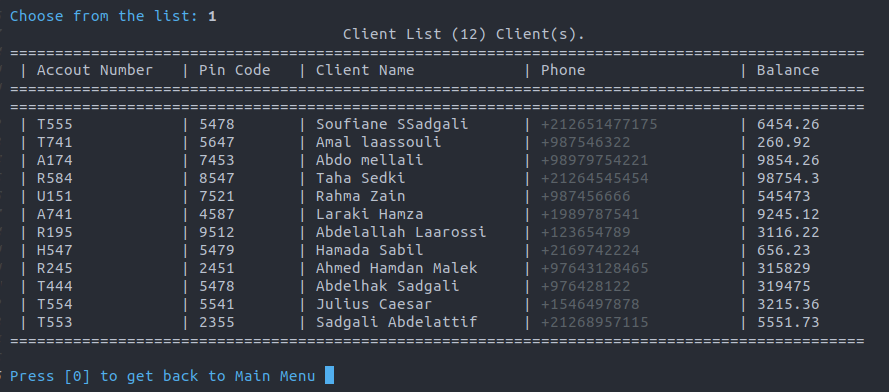 Choose from the list: 1
Client List (12) Client(s).
===============================================================================================
| Accout Number | Pin Code | Client Name | Phone | Balance
===============================================================================================
===============================================================================================
| T555 | 5478 | Soufiane SSadgali | +212651477175 | 6454.26
| T741 | 5647 | Amal laassouli | +987546322 | 260.92
| A174 | 7453 | Abdo mellali | +98979754221 | 9854.26
| R584 | 8547 | Taha Sedki | +21264545454 | 98754.3
| U151 | 7521 | Rahma Zain | +987456666 | 545473
| A741 | 4587 | Laraki Hamza | +1989787541 | 9245.12
| R195 | 9512 | Abdelallah Laarossi | +123654789 | 3116.22
| H547 | 5479 | Hamada Sabil | +2169742224 | 656.23
| R245 | 2451 | Ahmed Hamdan Malek | +97643128465 | 315829
| T444 | 5478 | Abdelhak Sadgali | +976428122 | 319475
| T554 | 5541 | Julius Caesar | +1546497878 | 3215.36
| T553 | 2355 | Sadgali Abdelattif | +21268957115 | 5551.73
===============================================================================================
Press [0] to get back to Main Menu